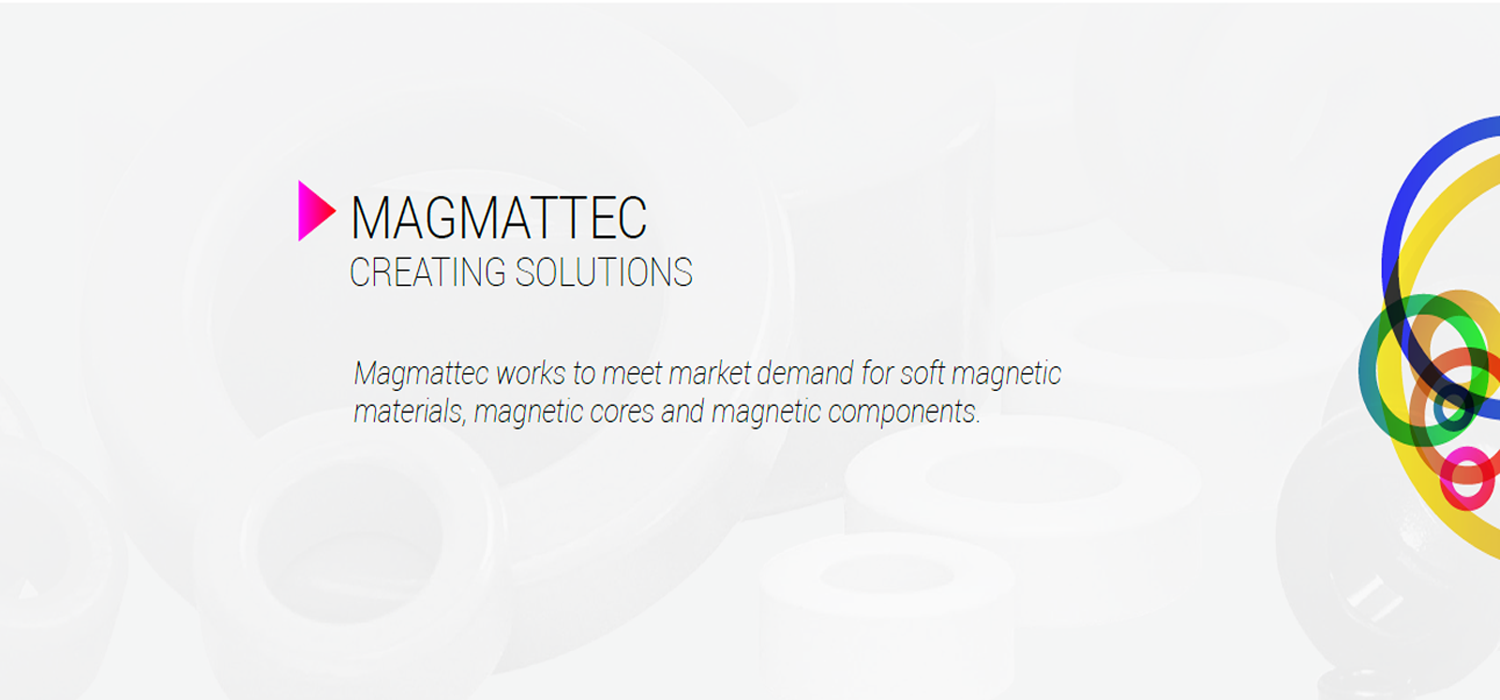 MAGMATTEC
CREATING SOLUTIONS
Magmattec works to meet market demand for soft magnetic
materials, magnetic cores and magnetic components.